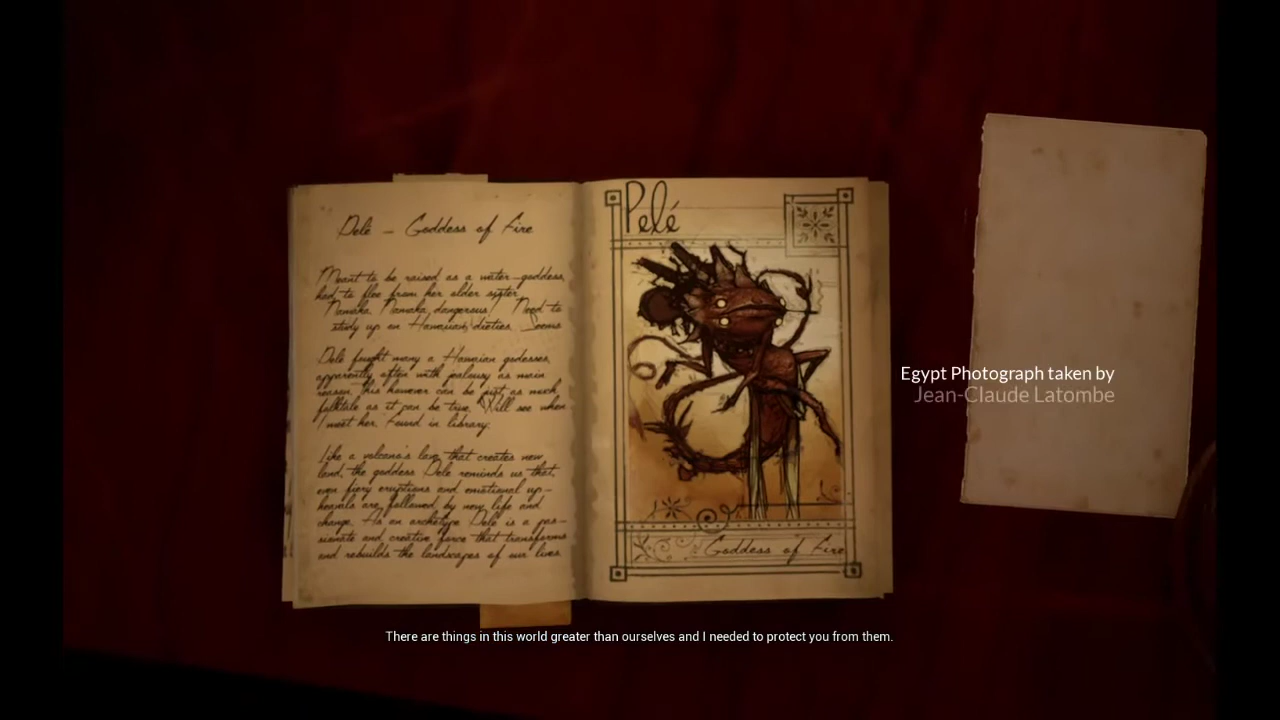 Pelé – Goddess of Fire
Meant to be raised as a water-goddess,
had to flee from her older sister
Namaka. Namaka, dangerous! Need to
study up on Hawaiian dieties. Seems
Pelé fought many a Hawaiian godesses,
apparently often with jealousy as main
reason this however can be just as much
folktale as it can be true. Will see when
I meet her. Found in library.
Like a volcano's lava that creates new
land, the goddess Pelé reminds us that,
even fiery eruptions and emotional up-
heavals are followed by new life and
change. As an archetype Pelé is a pas-
sionate and creative force that transforms
and rebuilds the landscapes of our lives
Pelé
Goddess of Fire
Egypt Photograph taken by
Jean-Claude Latombe
There are things in this world greater than ourselves and I needed to protect you from them.